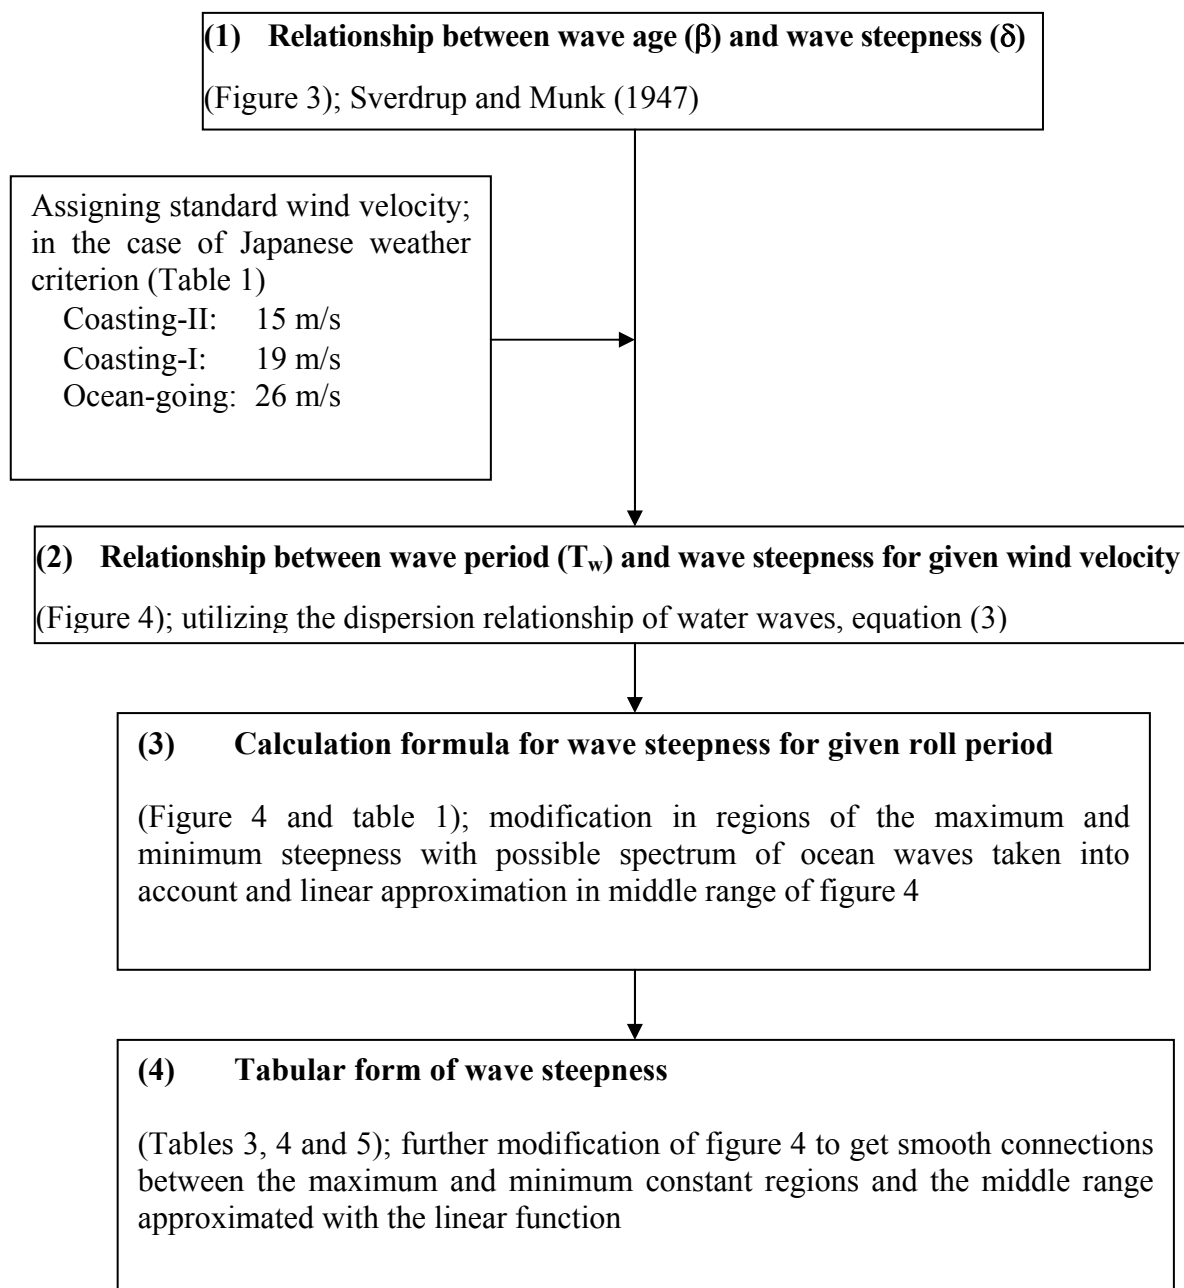 (1) Relationship between wave age (β) and wave steepness (δ)
(Figure 3); Sverdrup and Munk (1947)
Assigning standard wind velocity;
in the case of Japanese weather
criterion (Table 1)
Coasting-II: 15 m/s
Coasting-I: 19 m/s
Ocean-going: 26 m/s
(2) Relationship between wave period (Tw) and wave steepness for given wind velocity
(Figure 4); utilizing the dispersion relationship of water waves, equation (3)
(3) Calculation formula for wave steepness for given roll period
(Figure 4 and table 1); modification in regions of the maximum and
minimum steepness with possible spectrum of ocean waves taken into
account and linear approximation in middle range of figure 4
(4) Tabular form of wave steepness
(Tables 3, 4 and 5); further modification of figure 4 to get smooth connections
between the maximum and minimum constant regions and the middle range
approximated with the linear function